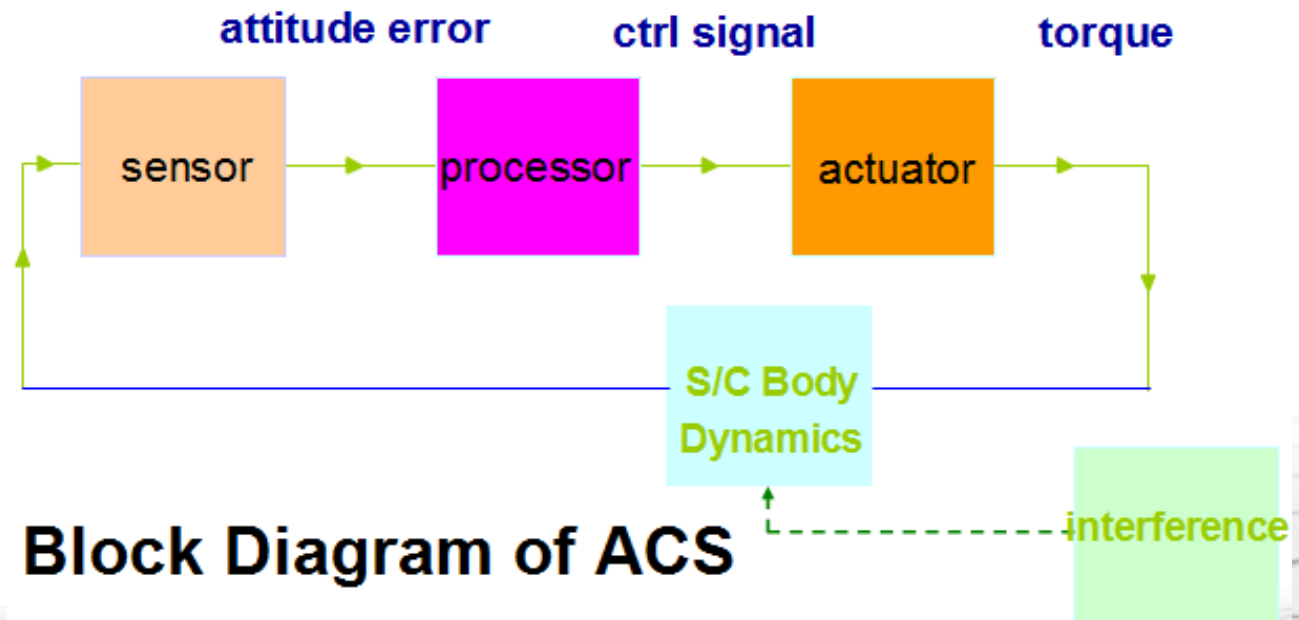 attitude error
ctrl signal
torque
sensor
processor
actuator
S/C Body
Dynamics
interference
Block Diagram of ACS